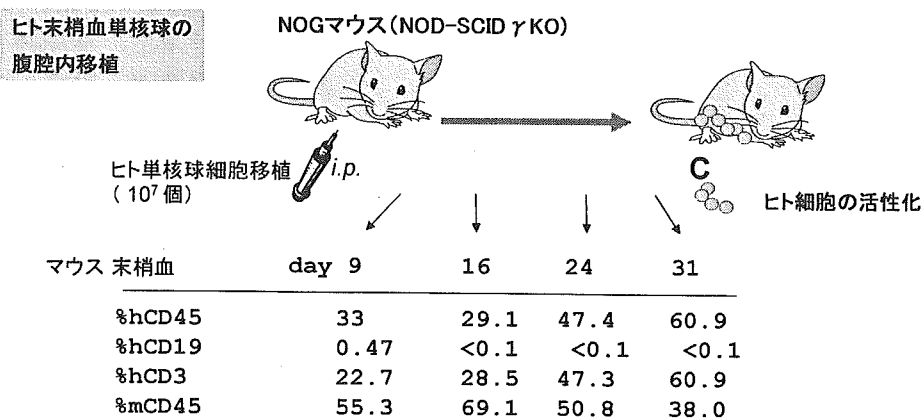 ヒト末梢血単核球の
腹腔内移植
NOGマウス(NOD-SCID γ KO)
ヒト単核球細胞移植
( 10⁷ 個)
i.p.
C
ヒト細胞の活性化
マウス 末梢血 day 9 16 24 31
%hCD45 33 29.1 47.4 60.9
%hCD19 0.47 <0.1 <0.1 <0.1
%hCD3 22.7 28.5 47.3 60.9
%mCD45 55.3 69.1 50.8 38.0